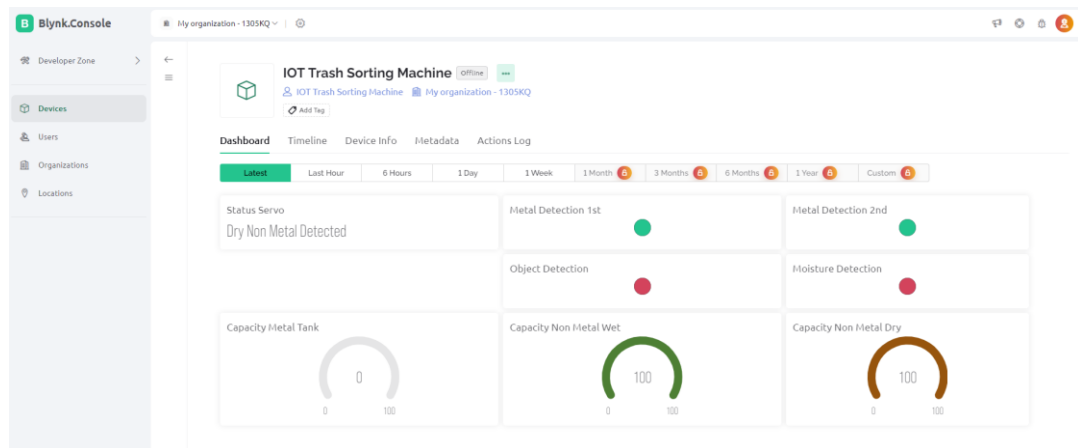 Blynk.Console
My organization - 1305KQ
Developer Zone
Devices
Users
Organizations
Locations
IOT Trash Sorting Machine Offline
IOT Trash Sorting Machine My organization - 1305KQ
Add Tag
Dashboard Timeline Device Info Metadata Actions Log
Latest Last Hour 6 Hours 1 Day 1 Week 1 Month 3 Months 6 Months 1 Year Custom
Status Servo
Dry Non Metal Detected
Metal Detection 1st
Metal Detection 2nd
Object Detection
Moisture Detection
Capacity Metal Tank
0
0 100
Capacity Non Metal Wet
100
0 100
Capacity Non Metal Dry
100
0 100